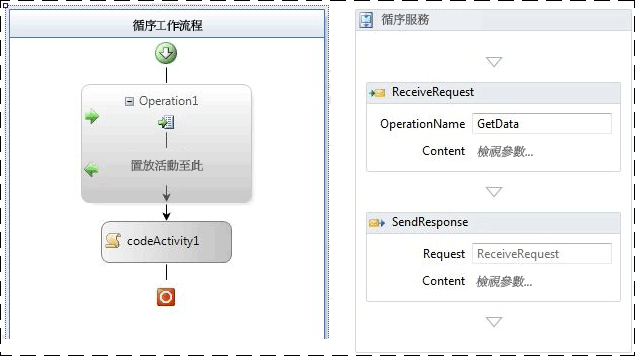 循序工作流程
Operation1
置放活動至此
codeActivity1
循序服務
ReceiveRequest
OperationName GetData
Content 檢視參數...
SendResponse
Request ReceiveRequest
Content 檢視參數...